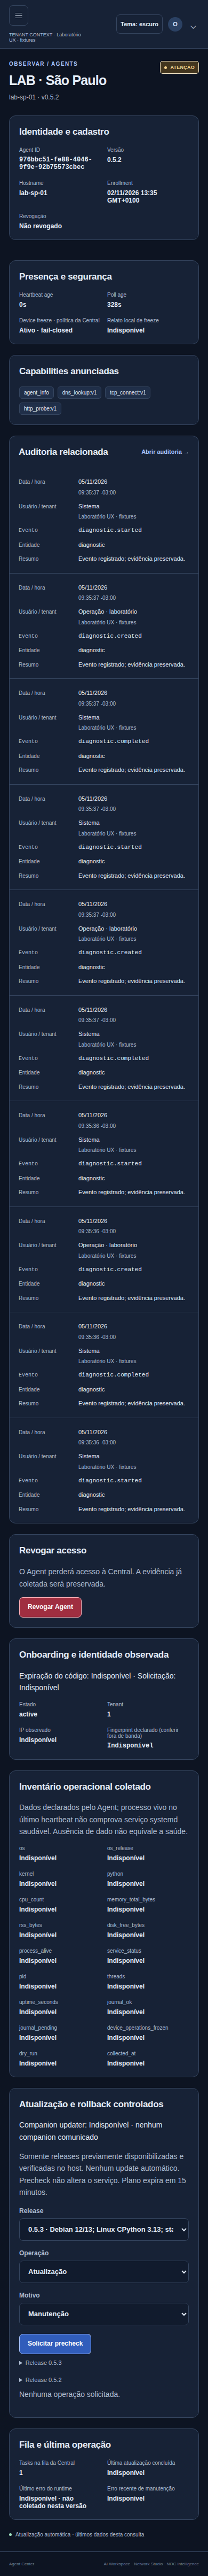 TENANT CONTEXT · Laboratório UX · fixtures
Tema: escuro
O
OBSERVAR / AGENTS
ATENÇÃO
LAB · São Paulo
lab-sp-01 · v0.5.2
Identidade e cadastro
Agent ID
976bbc51-fe88-4046-9f9e-92b75573cbec
Versão
0.5.2
Hostname
lab-sp-01
Enrollment
02/11/2026 13:35 GMT+0100
Revogação
Não revogado
Presença e segurança
Heartbeat age
0s
Poll age
328s
Device freeze · política da Central
Ativo · fail-closed
Relato local de freeze
Indisponível
Capabilities anunciadas
agent_info
dns_lookup:v1
tcp_connect:v1
http_probe:v1
Auditoria relacionada
Abrir auditoria →
Data / hora
05/11/2026
09:35:37 -03:00
Usuário / tenant
Sistema
Laboratório UX · fixtures
Evento
diagnostic.started
Entidade
diagnostic
Resumo
Evento registrado; evidência preservada.
Data / hora
05/11/2026
09:35:37 -03:00
Usuário / tenant
Operação · laboratório
Laboratório UX · fixtures
Evento
diagnostic.created
Entidade
diagnostic
Resumo
Evento registrado; evidência preservada.
Data / hora
05/11/2026
09:35:37 -03:00
Usuário / tenant
Sistema
Laboratório UX · fixtures
Evento
diagnostic.completed
Entidade
diagnostic
Resumo
Evento registrado; evidência preservada.
Data / hora
05/11/2026
09:35:37 -03:00
Usuário / tenant
Sistema
Laboratório UX · fixtures
Evento
diagnostic.started
Entidade
diagnostic
Resumo
Evento registrado; evidência preservada.
Data / hora
05/11/2026
09:35:37 -03:00
Usuário / tenant
Operação · laboratório
Laboratório UX · fixtures
Evento
diagnostic.created
Entidade
diagnostic
Resumo
Evento registrado; evidência preservada.
Data / hora
05/11/2026
09:35:37 -03:00
Usuário / tenant
Sistema
Laboratório UX · fixtures
Evento
diagnostic.completed
Entidade
diagnostic
Resumo
Evento registrado; evidência preservada.
Data / hora
05/11/2026
09:35:36 -03:00
Usuário / tenant
Sistema
Laboratório UX · fixtures
Evento
diagnostic.started
Entidade
diagnostic
Resumo
Evento registrado; evidência preservada.
Data / hora
05/11/2026
09:35:36 -03:00
Usuário / tenant
Operação · laboratório
Laboratório UX · fixtures
Evento
diagnostic.created
Entidade
diagnostic
Resumo
Evento registrado; evidência preservada.
Data / hora
05/11/2026
09:35:36 -03:00
Usuário / tenant
Sistema
Laboratório UX · fixtures
Evento
diagnostic.completed
Entidade
diagnostic
Resumo
Evento registrado; evidência preservada.
Data / hora
05/11/2026
09:35:36 -03:00
Usuário / tenant
Sistema
Laboratório UX · fixtures
Evento
diagnostic.started
Entidade
diagnostic
Resumo
Evento registrado; evidência preservada.
Revogar acesso
O Agent perderá acesso à Central. A evidência já
coletada será preservada.
Revogar Agent
Onboarding e identidade observada
Expiração do código: Indisponível · Solicitação:
Indisponível
Estado
active
Tenant
1
IP observado
Indisponível
Fingerprint declarado (conferir fora de banda)
Indisponível
Inventário operacional coletado
Dados declarados pelo Agent; processo vivo no
último heartbeat não comprova serviço systemd
saudável. Ausência de dado não equivale a saúde.
os
Indisponível
os_release
Indisponível
kernel
Indisponível
python
Indisponível
cpu_count
Indisponível
memory_total_bytes
Indisponível
rss_bytes
Indisponível
disk_free_bytes
Indisponível
process_alive
Indisponível
service_status
Indisponível
pid
Indisponível
threads
Indisponível
uptime_seconds
Indisponível
journal_ok
Indisponível
journal_pending
Indisponível
device_operations_frozen
Indisponível
dry_run
Indisponível
collected_at
Indisponível
Atualização e rollback controlados
Companion updater: Indisponível · nenhum
companion comunicado
Somente releases previamente disponibilizadas e
verificadas no host. Nenhum update automático.
Precheck não altera o serviço. Plano expira em 15
minutos.
Release
0.5.3 · Debian 12/13; Linux CPython 3.13; sta
Operação
Atualização
Motivo
Manutenção
Solicitar precheck
Release 0.5.3
Release 0.5.2
Nenhuma operação solicitada.
Fila e última operação
Tasks na fila da Central
1
Última atualização concluída
Indisponível
Último erro do runtime
Indisponível · não coletado nesta versão
Erro recente de manutenção
Indisponível
Atualização automática · últimos dados desta consulta
Agent Center
AI Workspace · Network Studio · NOC Intelligence